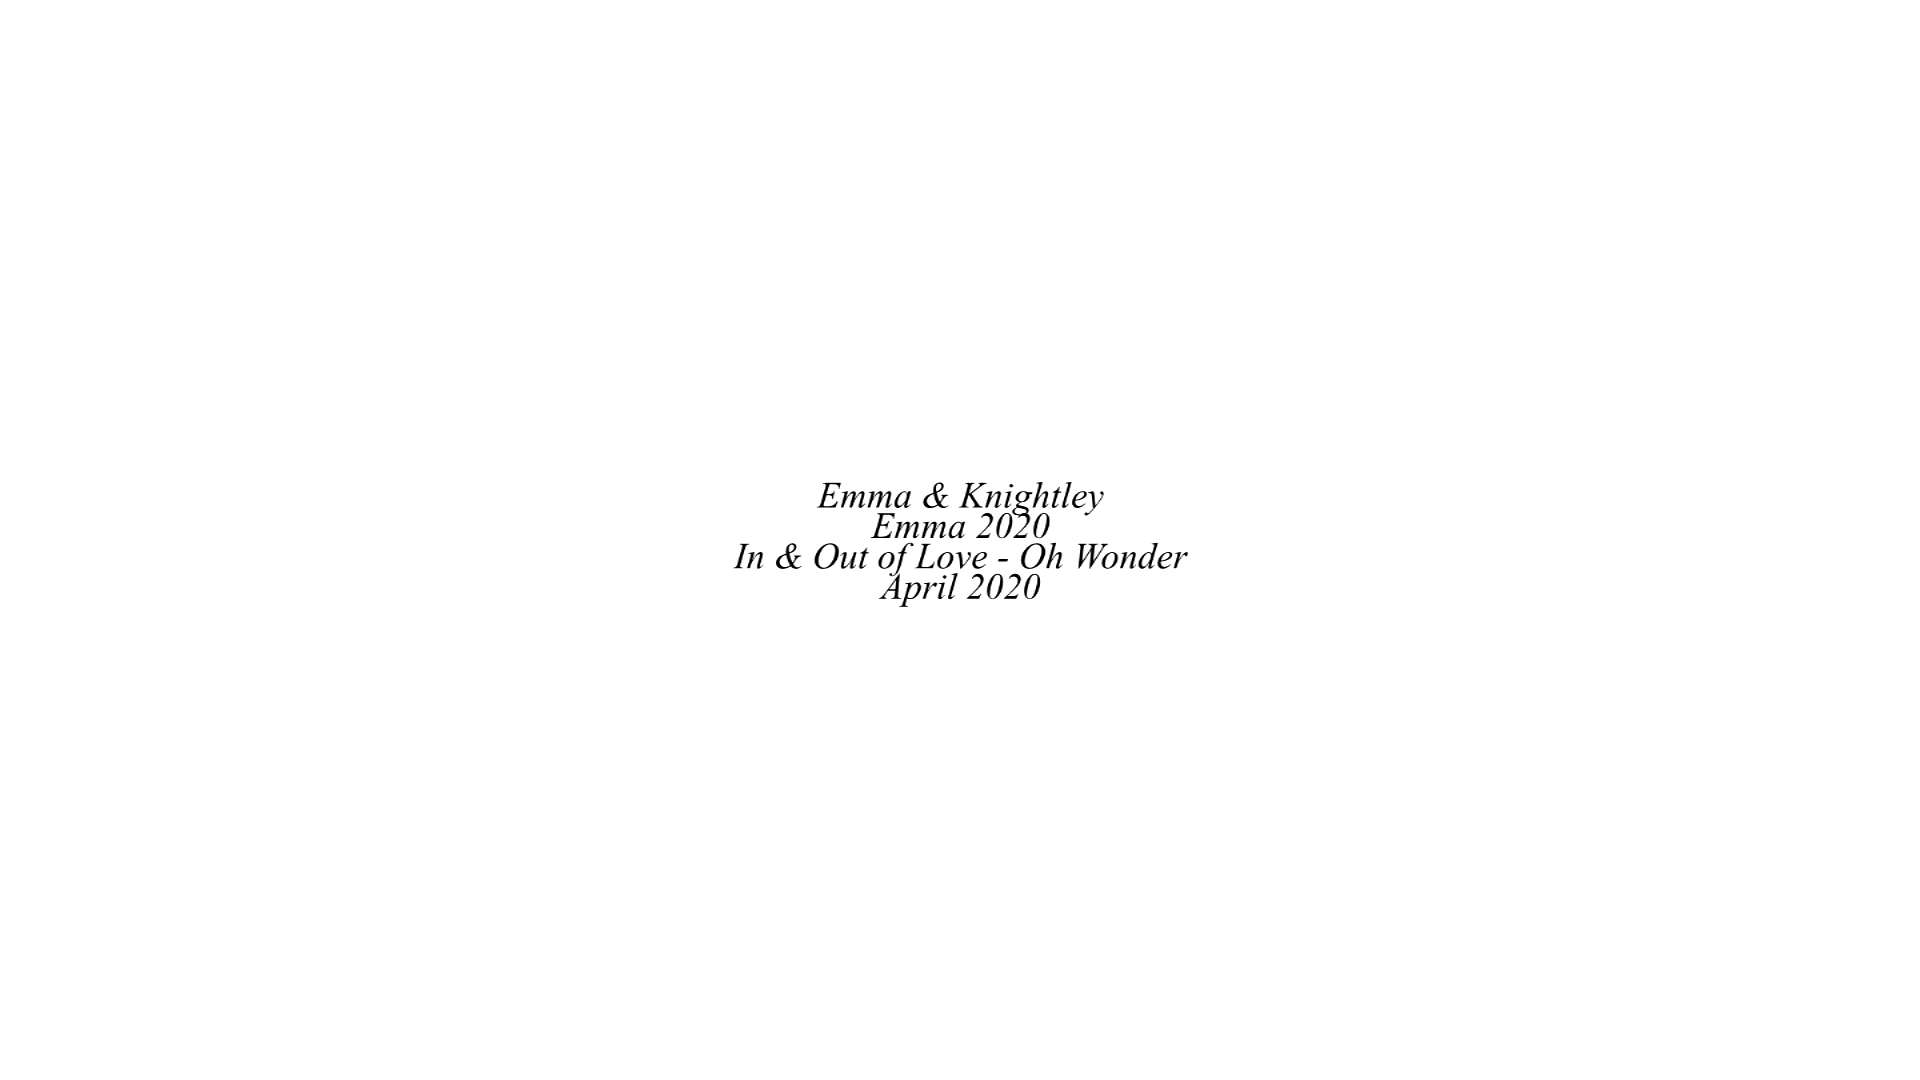 Emma & Knightley
Emma 2020
In & Out of Love - Oh Wonder
April 2020